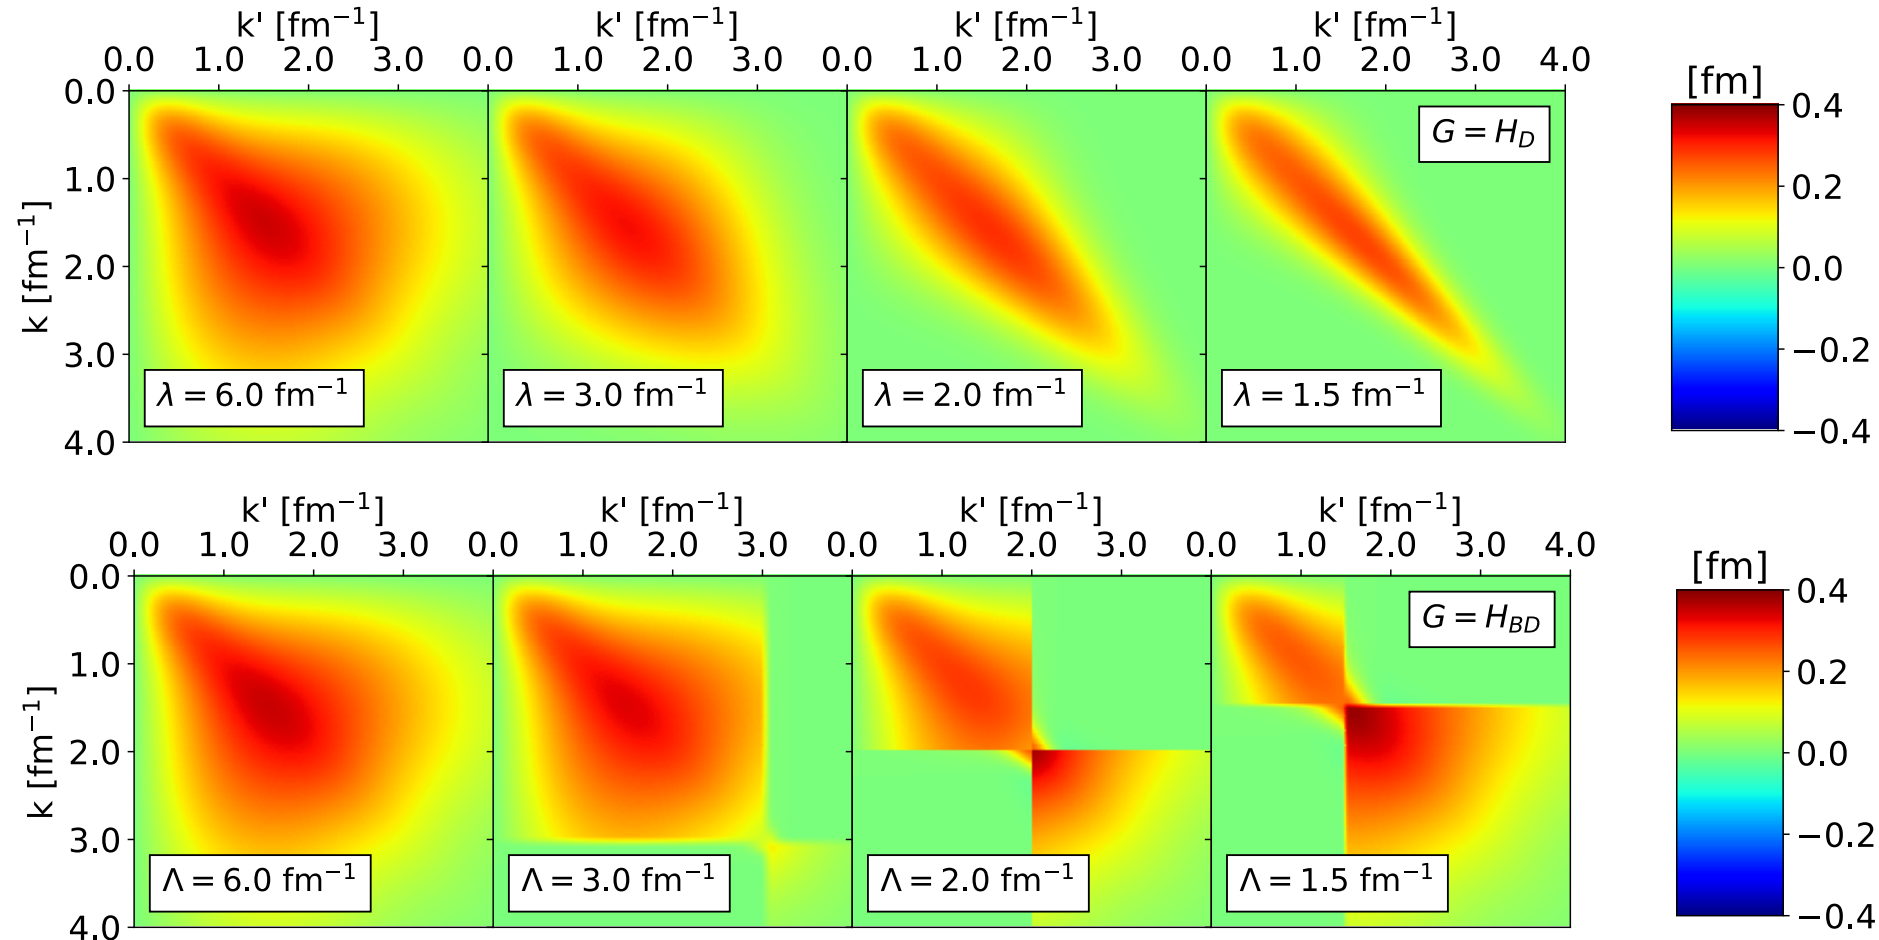 k' [fm⁻¹] k' [fm⁻¹] k' [fm⁻¹] k' [fm⁻¹]
0.0 1.0 2.0 3.0 0.0 1.0 2.0 3.0 0.0 1.0 2.0 3.0 0.0 1.0 2.0 3.0 4.0
k [fm⁻¹]
0.0
1.0
2.0
3.0
4.0
λ = 6.0 fm⁻¹
λ = 3.0 fm⁻¹
λ = 2.0 fm⁻¹
λ = 1.5 fm⁻¹
G = H_D
[fm]
0.4
0.2
0.0
−0.2
−0.4
k' [fm⁻¹] k' [fm⁻¹] k' [fm⁻¹] k' [fm⁻¹]
0.0 1.0 2.0 3.0 0.0 1.0 2.0 3.0 0.0 1.0 2.0 3.0 0.0 1.0 2.0 3.0 4.0
k [fm⁻¹]
0.0
1.0
2.0
3.0
4.0
Λ = 6.0 fm⁻¹
Λ = 3.0 fm⁻¹
Λ = 2.0 fm⁻¹
Λ = 1.5 fm⁻¹
G = H_BD
[fm]
0.4
0.2
0.0
−0.2
−0.4